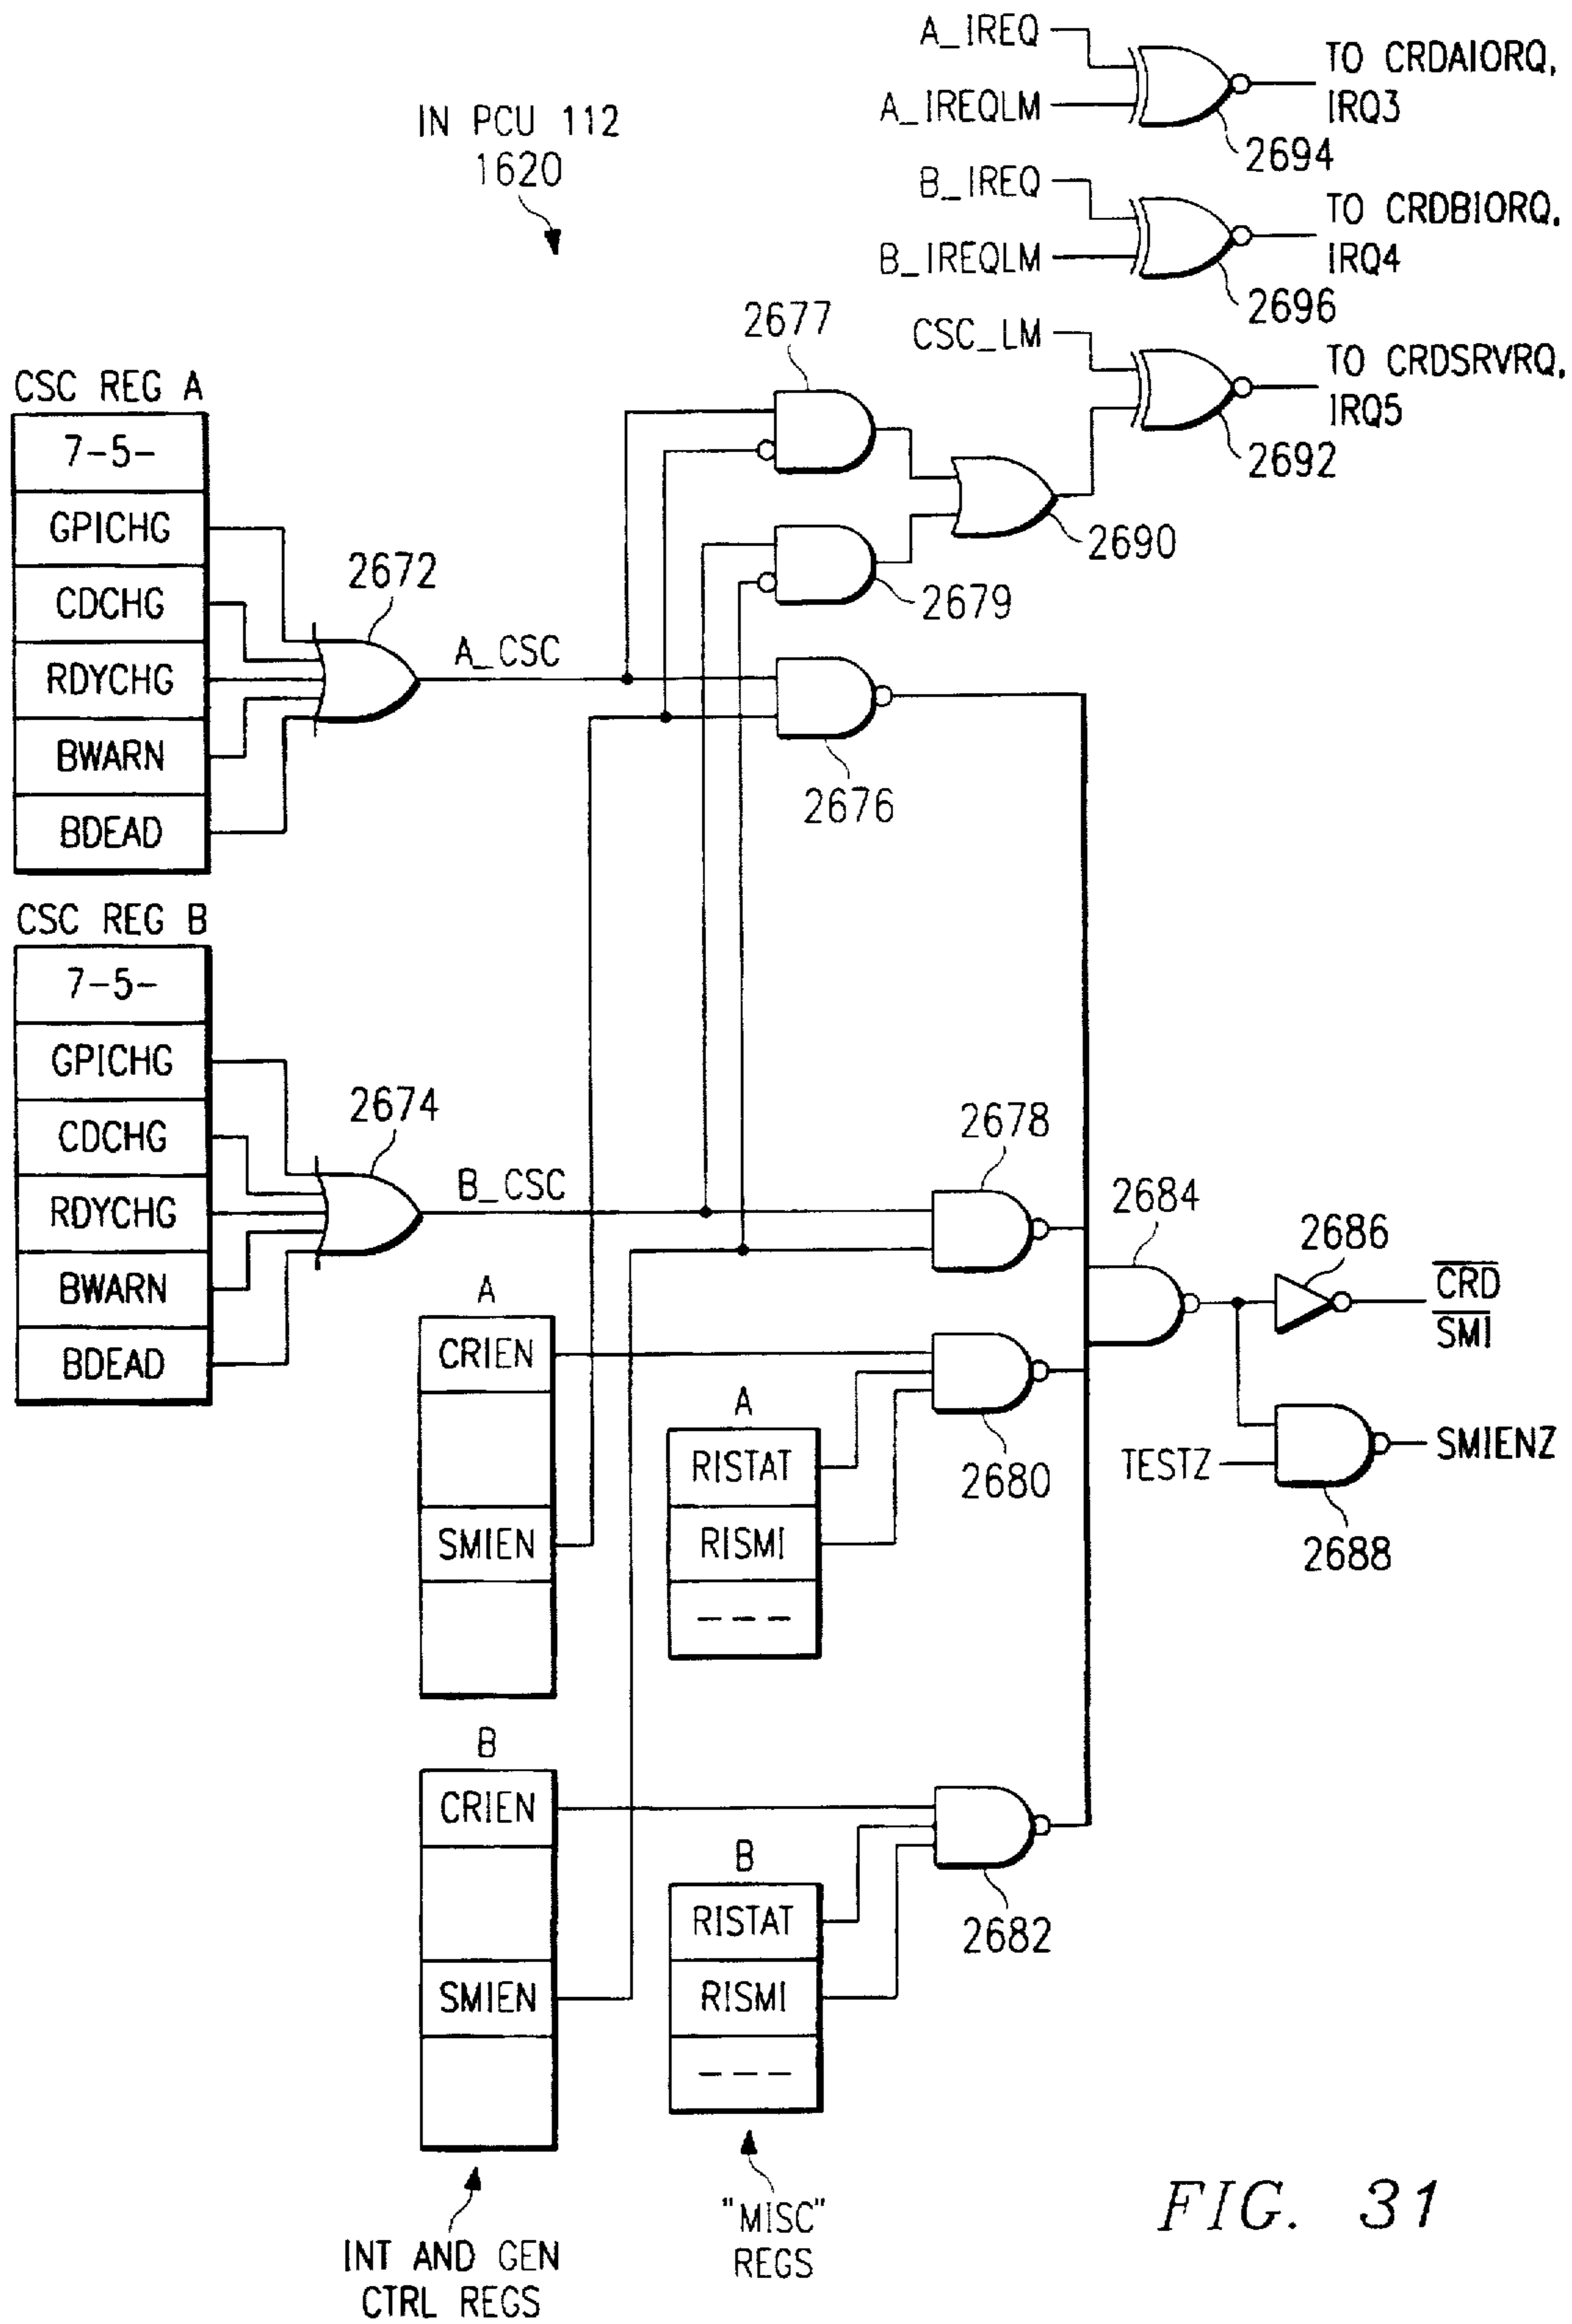 A_IREQ
A_IREQLM
TO CRDAIORQ,
IRQ3
2694
IN PCU 112
1620
B_IREQ
B_IREQLM
TO CRDBIORQ,
IRQ4
2696
CSC_LM
TO CRDSRVRQ,
IRQ5
2692
2677
2690
2679
CSC REG A
7-5-
GPICHG
CDCHG
RDYCHG
BWARN
BDEAD
2672
A_CSC
2676
CSC REG B
7-5-
GPICHG
CDCHG
RDYCHG
BWARN
BDEAD
2674
B_CSC
2678
2684
2686
CRD
SMI
A
CRIEN
SMIEN
A
RISTAT
RISMI
---
2680
TESTZ
SMIENZ
2688
B
CRIEN
SMIEN
B
RISTAT
RISMI
---
2682
INT AND GEN
CTRL REGS
"MISC"
REGS
FIG. 31